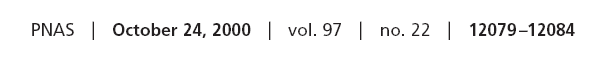 PNAS | October 24, 2000 | vol. 97 | no. 22 | 12079–12084